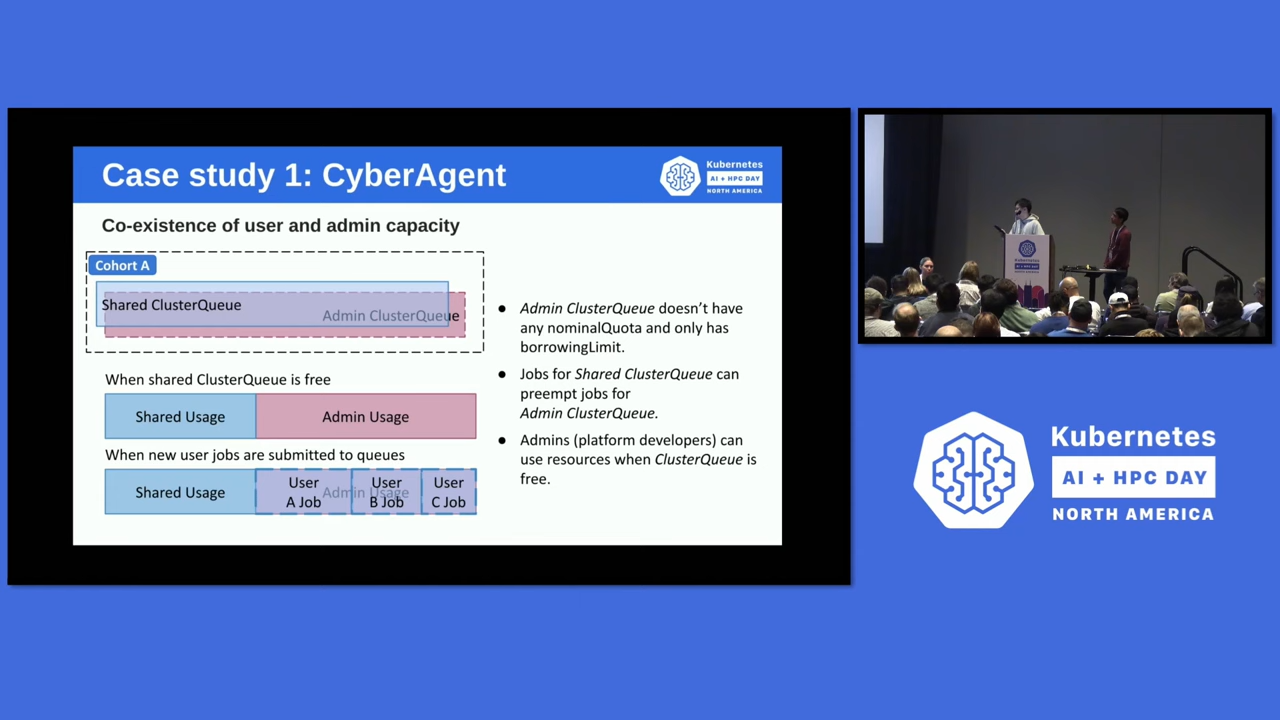 Case study 1: CyberAgent
Kubernetes
AI + HPC DAY
NORTH AMERICA
Co-existence of user and admin capacity
Cohort A
Shared ClusterQueue
Admin ClusterQueue
When shared ClusterQueue is free
Shared Usage
Admin Usage
When new user jobs are submitted to queues
Shared Usage
Admin Usage
User
A Job
User
B Job
User
C Job
● Admin ClusterQueue doesn’t have
any nominalQuota and only has
borrowingLimit.
● Jobs for Shared ClusterQueue can
preempt jobs for
Admin ClusterQueue.
● Admins (platform developers) can
use resources when ClusterQueue is
free.
Kubernetes
AI + HPC DAY
NORTH AMERICA